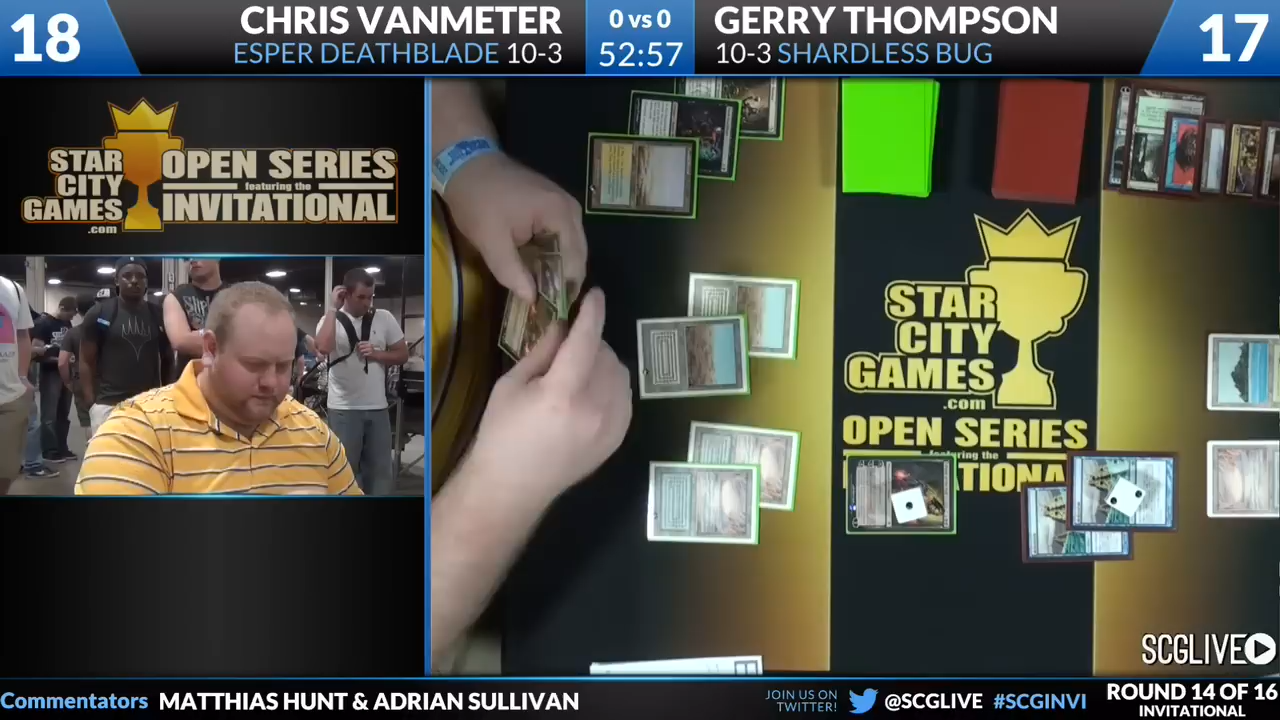 18
CHRIS VANMETER
ESPER DEATHBLADE 10-3
0 vs 0
52:57
GERRY THOMPSON
10-3 SHARDLESS BUG
17
STAR
CITY
GAMES
.com
OPEN SERIES
featuring the
INVITATIONAL
STAR
CITY
GAMES
.com
OPEN SERIES
featuring the
SCGLIVE
Commentators MATTHIAS HUNT & ADRIAN SULLIVAN
JOIN US ON
TWITTER!
@SCGLIVE #SCGINVI
ROUND 14 OF 16
INVITATIONAL